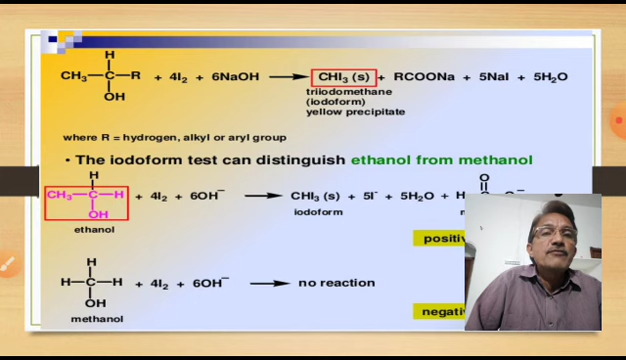 H
CH₃—C—R + 4I₂ + 6NaOH ⟶ CHI₃ (s) + RCOONa + 5NaI + 5H₂O
OH
triiodomethane
(iodoform)
yellow precipitate
where R = hydrogen, alkyl or aryl group
• The iodoform test can distinguish ethanol from methanol
H
O
CH₃—C—H + 4I₂ + 6OH⁻ ⟶ CHI₃ (s) + 5I⁻ + 5H₂O + H
OH
iodoform
ethanol
H
H—C—H + 4I₂ + 6OH⁻ ⟶ no reaction
OH
methanol